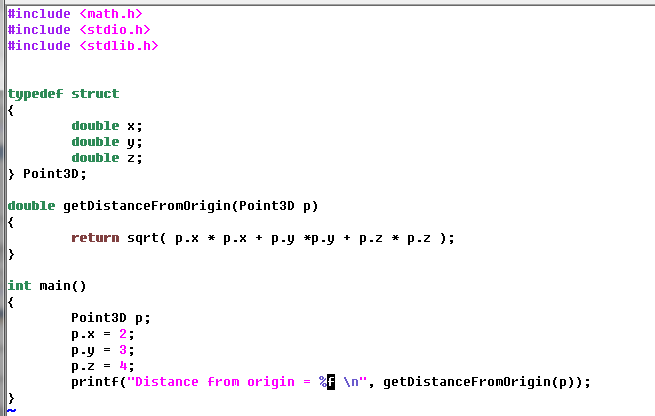 #include <math.h>
#include <stdio.h>
#include <stdlib.h>
typedef struct
{
        double x;
        double y;
        double z;
} Point3D;
double getDistanceFromOrigin(Point3D p)
{
        return sqrt( p.x * p.x + p.y *p.y + p.z * p.z );
}
int main()
{
        Point3D p;
        p.x = 2;
        p.y = 3;
        p.z = 4;
        printf("Distance from origin = %f \n", getDistanceFromOrigin(p));
}
~